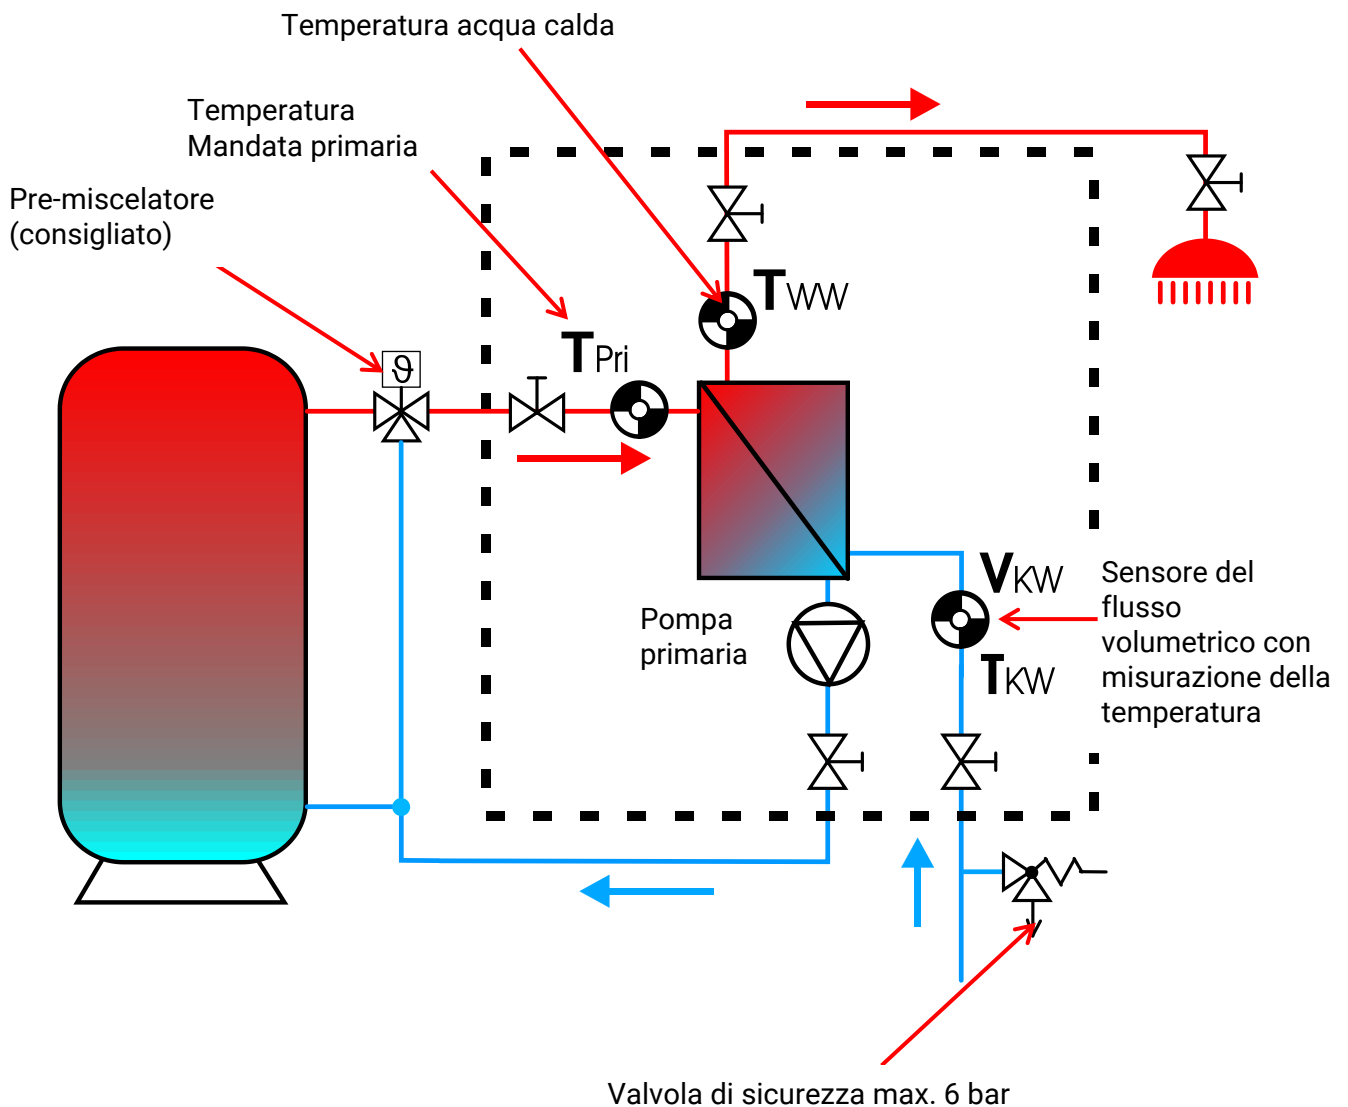 Temperatura acqua calda
Temperatura
Mandata primaria
Pre-miscelatore
(consigliato)
TWW
TPri
ϑ
VKW
Sensore del
flusso
volumetrico con
misurazione della
temperatura
Pompa
primaria
TKW
Valvola di sicurezza max. 6 bar